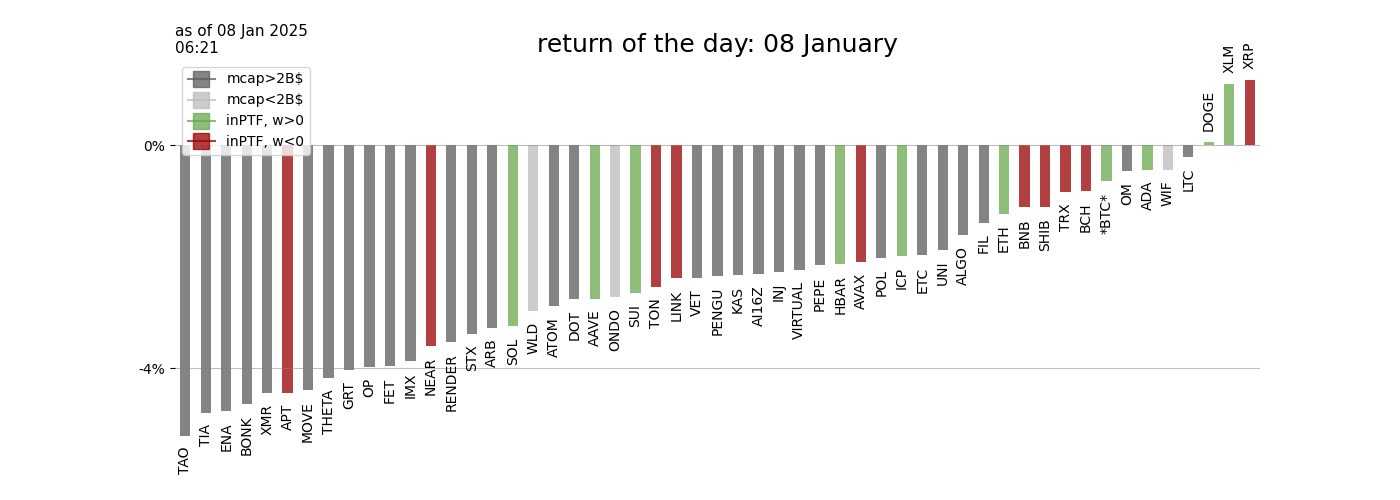 as of 08 Jan 2025
06:21
return of the day: 08 January
mcap>2B$
mcap<2B$
inPTF, w>0
inPTF, w<0
0%
-4%
TAO
TIA
ENA
BONK
XMR
APT
MOVE
THETA
GRT
OP
FET
IMX
NEAR
RENDER
STX
ARB
SOL
WLD
ATOM
DOT
AAVE
ONDO
SUI
TON
LINK
VET
PENGU
KAS
AI16Z
INJ
VIRTUAL
PEPE
HBAR
AVAX
POL
ICP
ETC
UNI
ALGO
FIL
ETH
BNB
SHIB
TRX
BCH
*BTC*
OM
ADA
WIF
LTC
DOGE
XLM
XRP